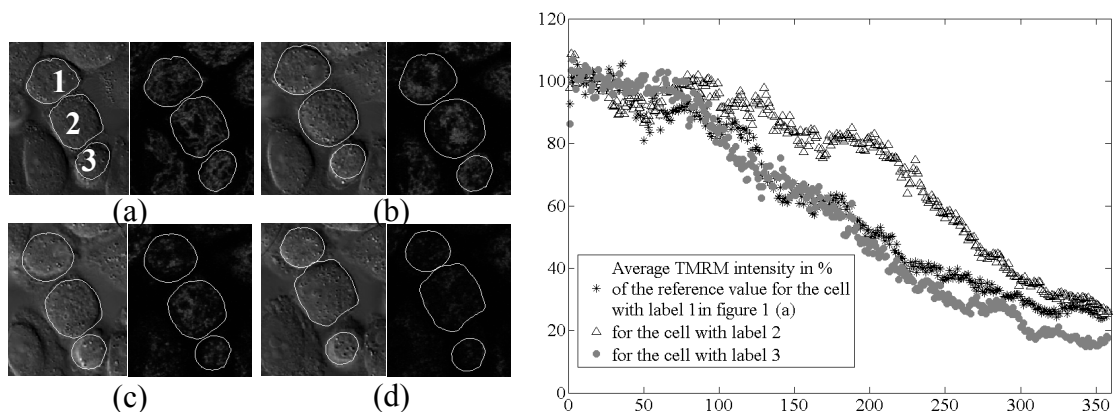 1
2
3
(a)
(b)
(c)
(d)
120
100
80
60
40
20
0
0 50 100 150 200 250 300 350
Average TMRM intensity in %
of the reference value for the cell
with label 1in figure 1 (a)
for the cell with label 2
for the cell with label 3